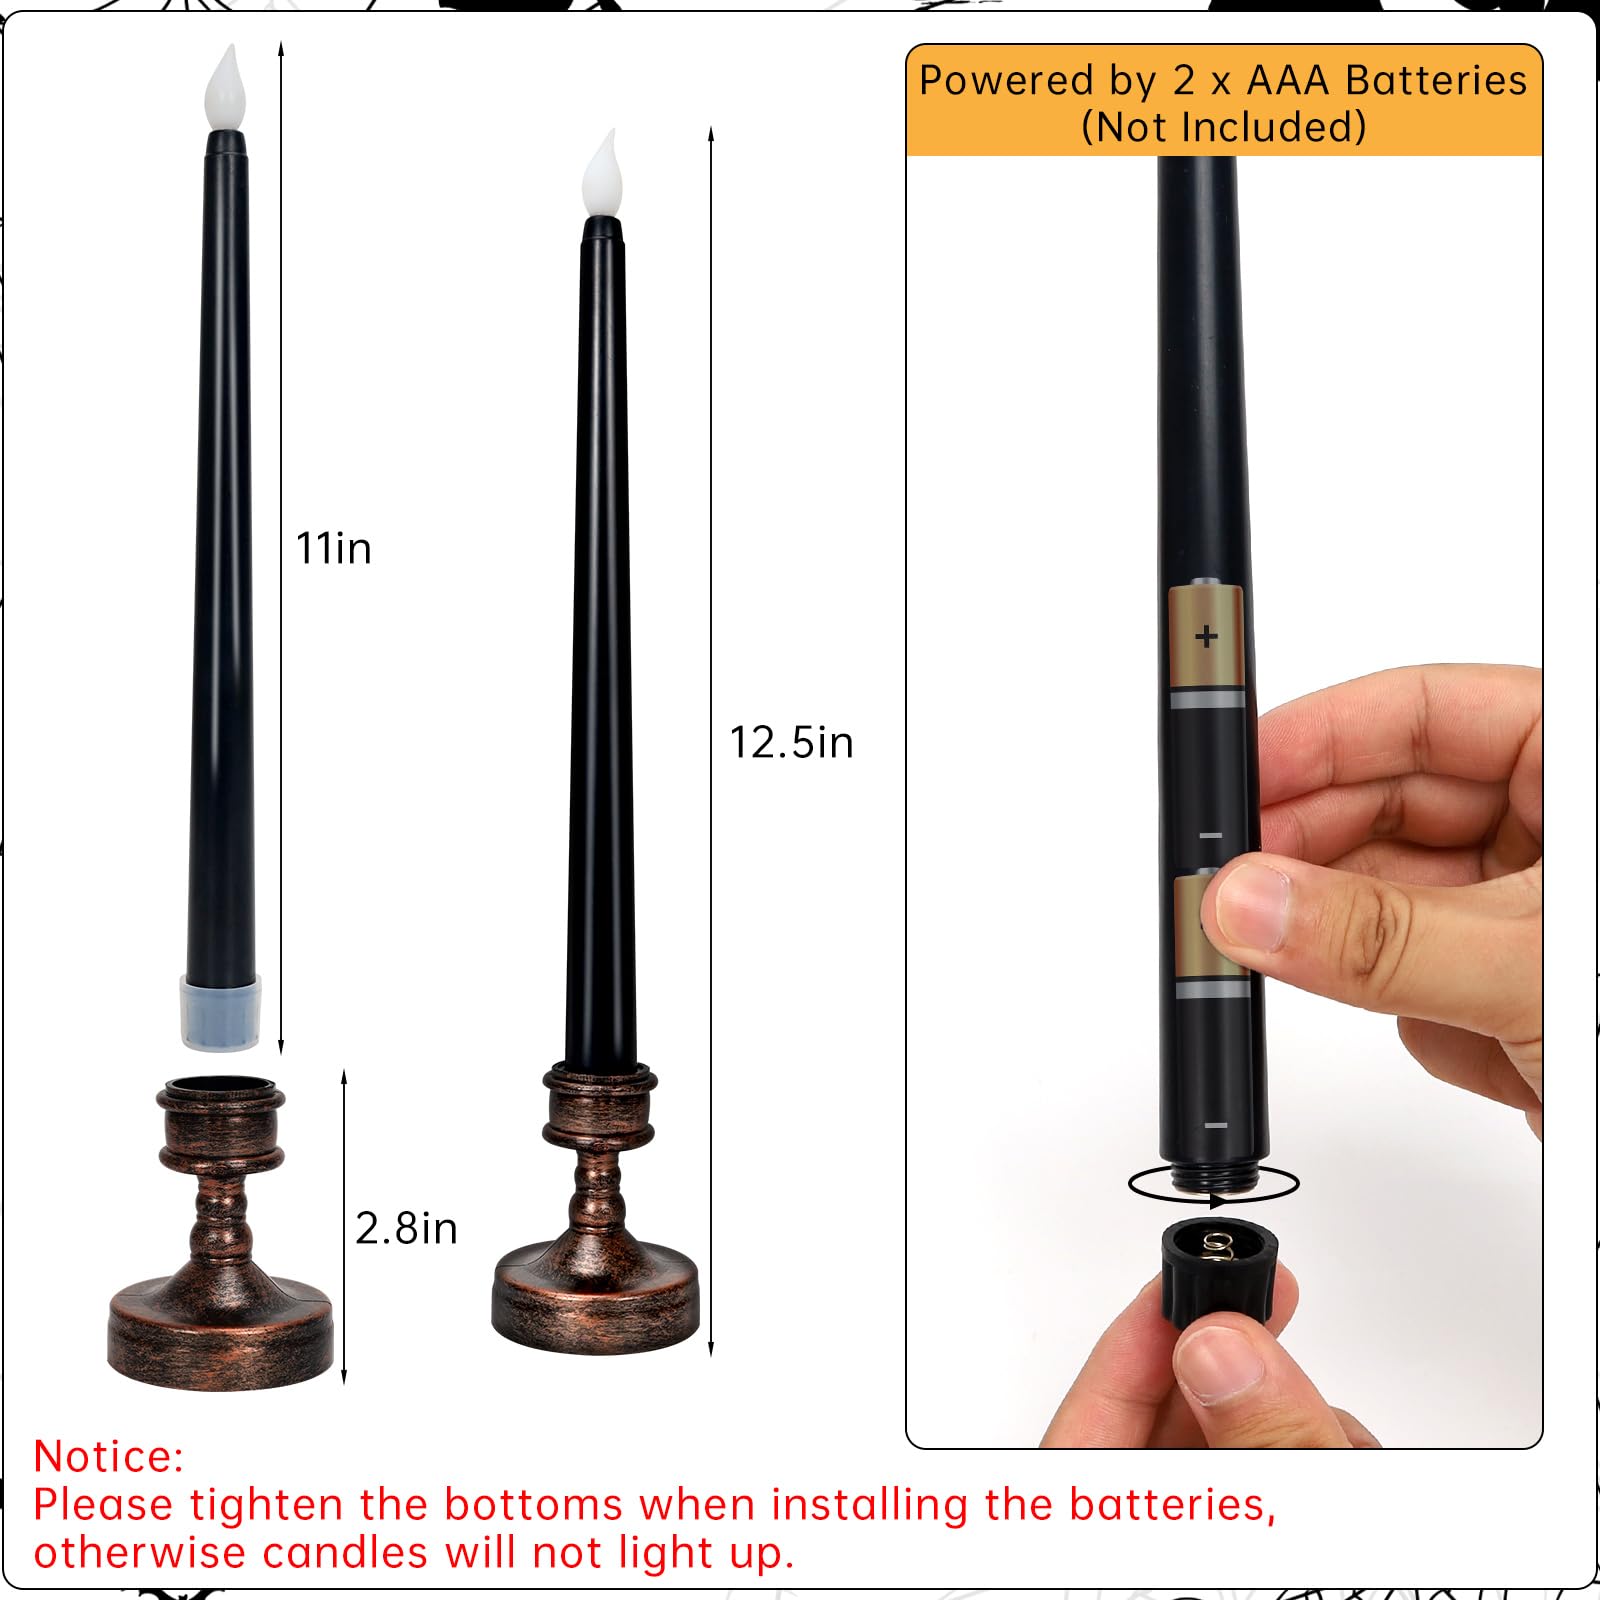 Powered by 2 x AAA Batteries
(Not Included)
11in
12.5in
2.8in
+
−
−
Notice:
Please tighten the bottoms when installing the batteries,
otherwise candles will not light up.